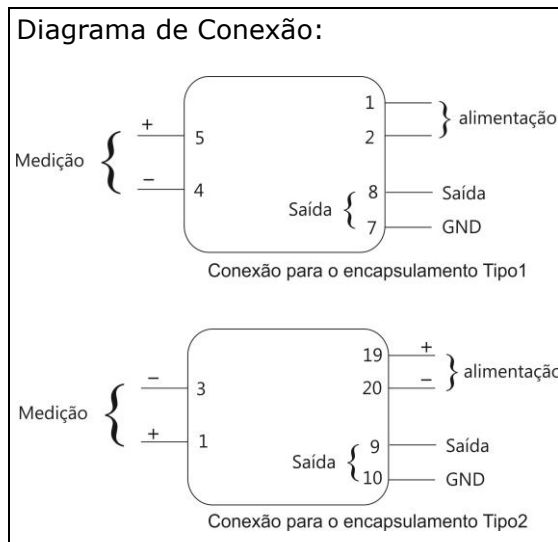 Diagrama de Conexão:
1
alimentação
+
5
2
Medição
−
4
8
Saída
Saída
7
GND
Conexão para o encapsulamento Tipo1
19
+
alimentação
−
3
20
−
Medição
+
1
9
Saída
Saída
10
GND
Conexão para o encapsulamento Tipo2